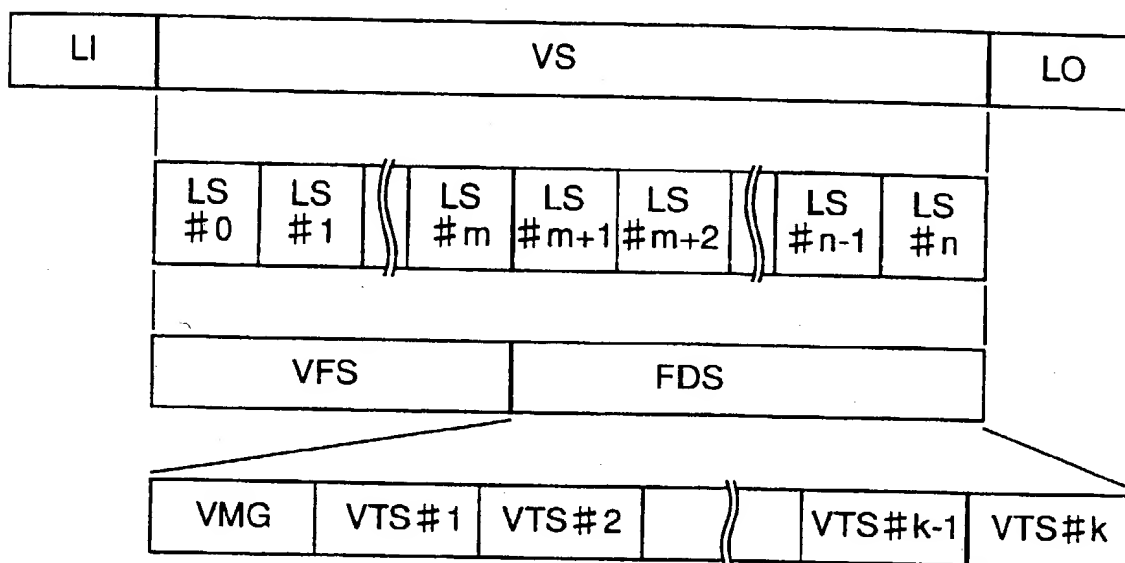 LI VS LO
LS LS LS LS LS LS LS
#0 #1 #m #m+1 #m+2 #n-1 #n
VFS FDS
VMG VTS#1 VTS#2 VTS#k-1 VTS#k